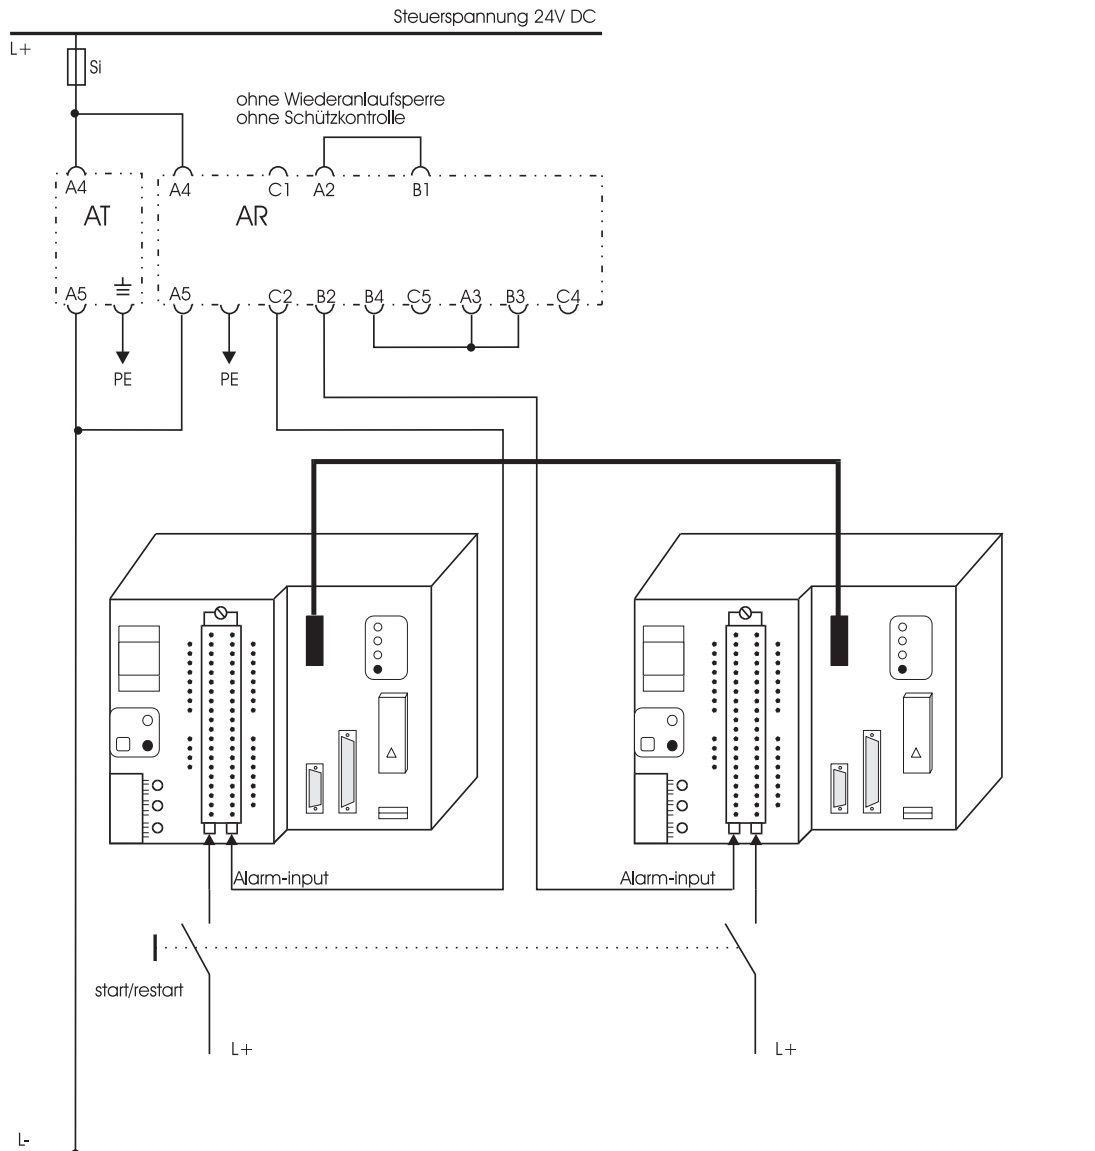 Steuerspannung 24V DC
L+
Si
ohne Wiederanlaufsperre
ohne Schützkontrolle
A4
A4
C1
A2
B1
AT
AR
A5
A5
C2
B2
B4
C5
A3
B3
C4
PE
PE
Alarm-input
Alarm-input
start/restart
L+
L+
L-